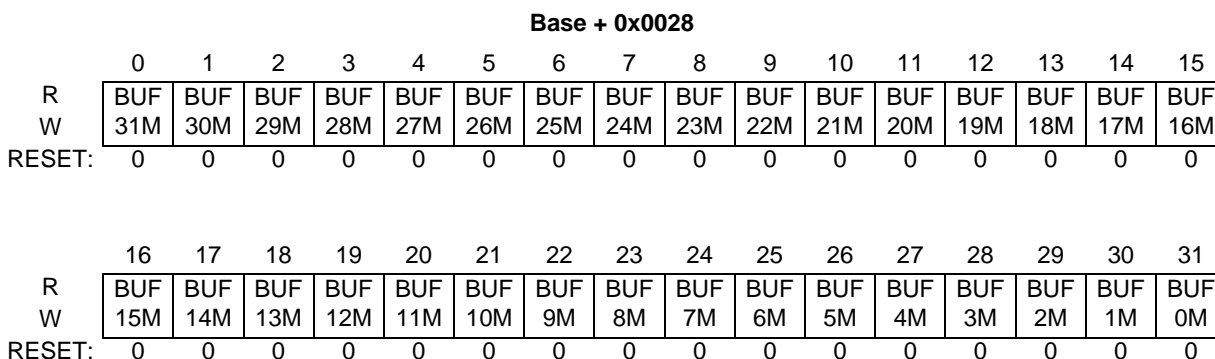 Base + 0x0028
0 1 2 3 4 5 6 7 8 9 10 11 12 13 14 15
R BUF BUF BUF BUF BUF BUF BUF BUF BUF BUF BUF BUF BUF BUF BUF BUF
W 31M 30M 29M 28M 27M 26M 25M 24M 23M 22M 21M 20M 19M 18M 17M 16M
RESET: 0 0 0 0 0 0 0 0 0 0 0 0 0 0 0 0
16 17 18 19 20 21 22 23 24 25 26 27 28 29 30 31
R BUF BUF BUF BUF BUF BUF BUF BUF BUF BUF BUF BUF BUF BUF BUF BUF
W 15M 14M 13M 12M 11M 10M 9M 8M 7M 6M 5M 4M 3M 2M 1M 0M
RESET: 0 0 0 0 0 0 0 0 0 0 0 0 0 0 0 0